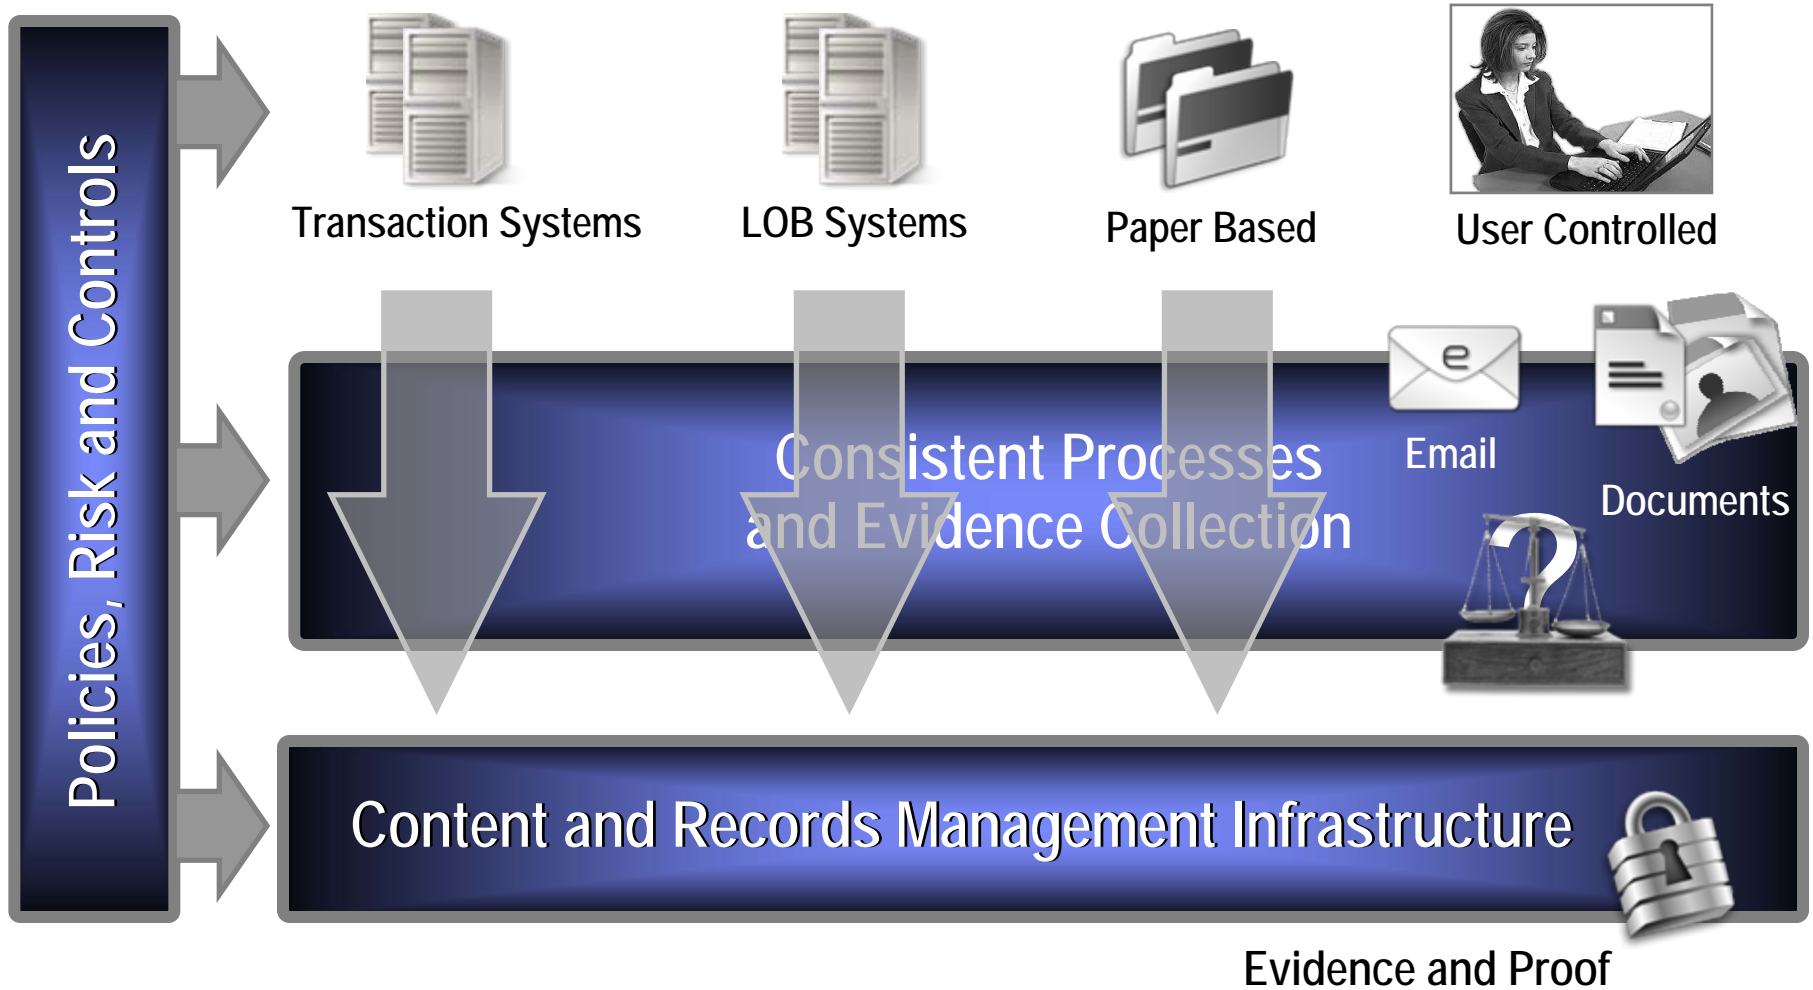 Policies, Risk and Controls
Transaction Systems
LOB Systems
Paper Based
User Controlled
e
Email
Documents
Consistent Processes
and Evidence Collection
?
Content and Records Management Infrastructure
Evidence and Proof